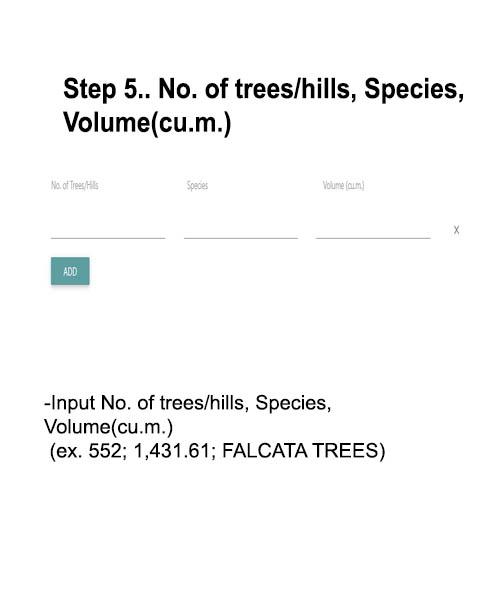 Step 5.. No. of trees/hills, Species,
Volume(cu.m.)
No. of Trees/Hills Species Volume (cu.m.)
X
ADD
-Input No. of trees/hills, Species,
Volume(cu.m.)
(ex. 552; 1,431.61; FALCATA TREES)